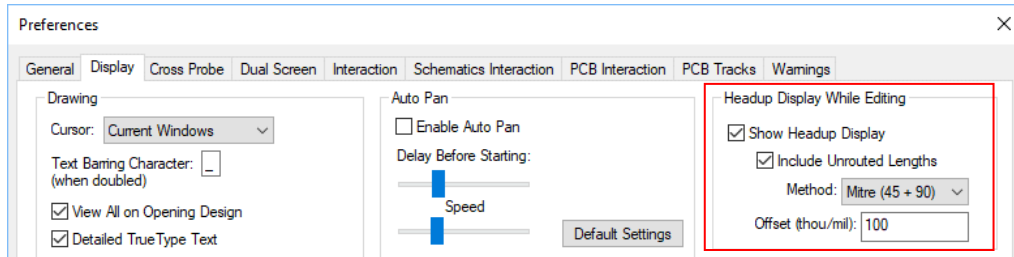 Preferences
General Display Cross Probe Dual Screen Interaction Schematics Interaction PCB Interaction PCB Tracks Warnings
Drawing
Cursor: Current Windows
Text Barring Character: _
(when doubled)
View All on Opening Design
Detailed TrueType Text
Auto Pan
Enable Auto Pan
Delay Before Starting:
Speed
Default Settings
Headup Display While Editing
Show Headup Display
Include Unrouted Lengths
Method: Mitre (45 + 90)
Offset (thou/mil): 100